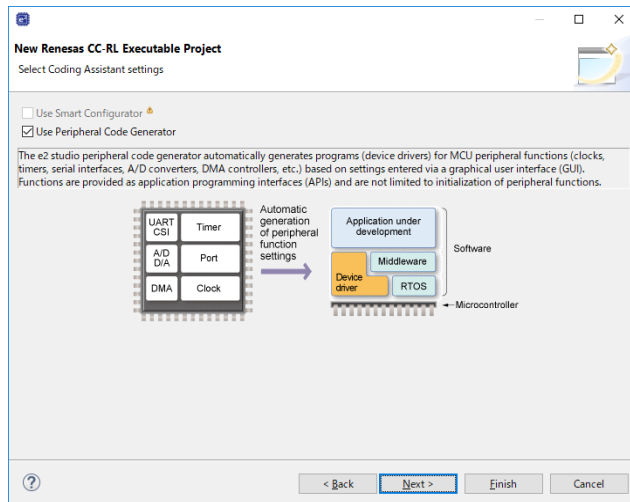 e²
New Renesas CC-RL Executable Project
Select Coding Assistant settings
Use Smart Configurator
Use Peripheral Code Generator
The e2 studio peripheral code generator automatically generates programs (device drivers) for MCU peripheral functions (clocks,
timers, serial interfaces, A/D converters, DMA controllers, etc.) based on settings entered via a graphical user interface (GUI).
Functions are provided as application programming interfaces (APIs) and are not limited to initialization of peripheral functions.
UART
CSI
Timer
A/D
D/A
Port
DMA
Clock
Automatic
generation
of peripheral
function
settings
Application under
development
Middleware
Device
driver
RTOS
Software
Microcontroller
?
< Back
Next >
Finish
Cancel